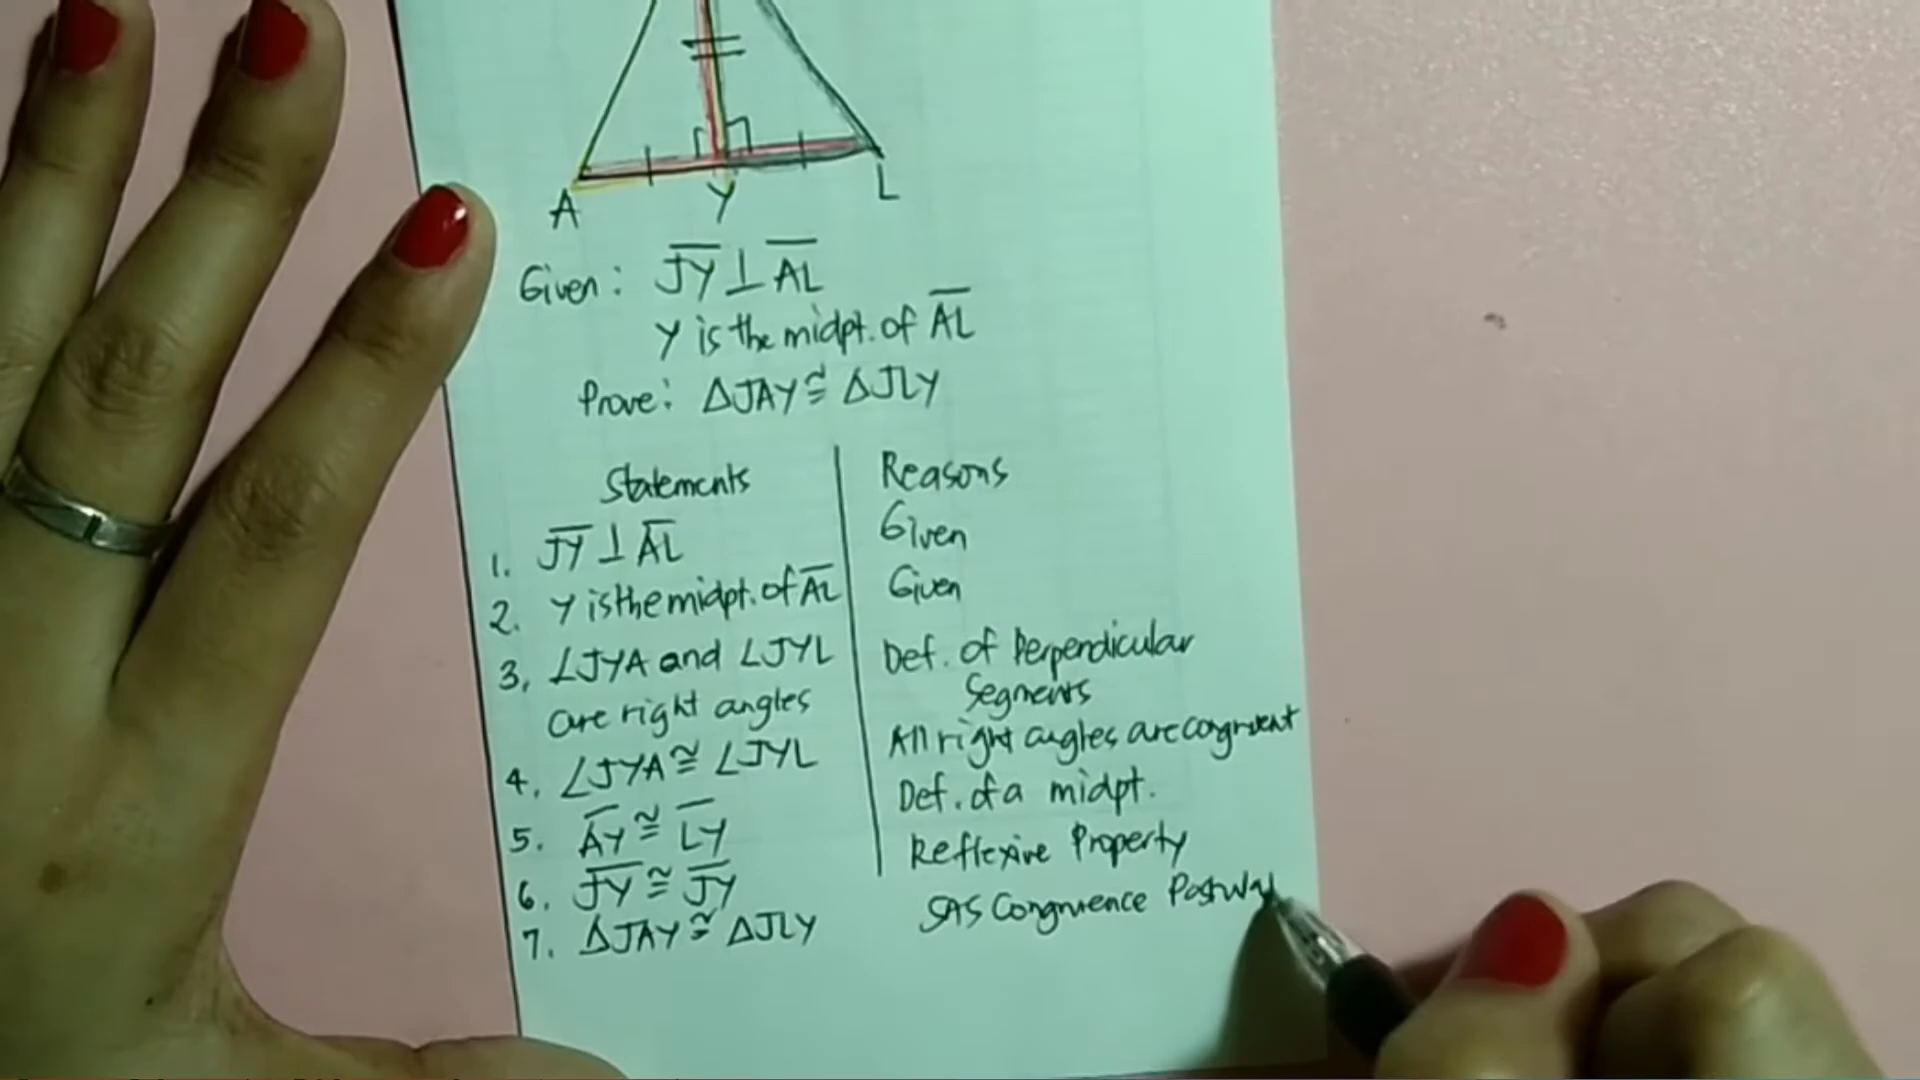 A
Y
L
Given: JY ⊥ AL
Y is the midpt. of AL
Prove: ΔJAY ≅ ΔJLY
Statements
Reasons
1. JY ⊥ AL
Given
2. Y is the midpt. of AL
Given
3. ∠JYA and ∠JYL
are right angles
Def. of Perpendicular
Segments
4. ∠JYA ≅ ∠JYL
All right angles are congruent
5. AY ≅ LY
Def. of a midpt.
6. JY ≅ JY
Reflexive Property
7. ΔJAY ≅ ΔJLY
SAS Congruence Postula